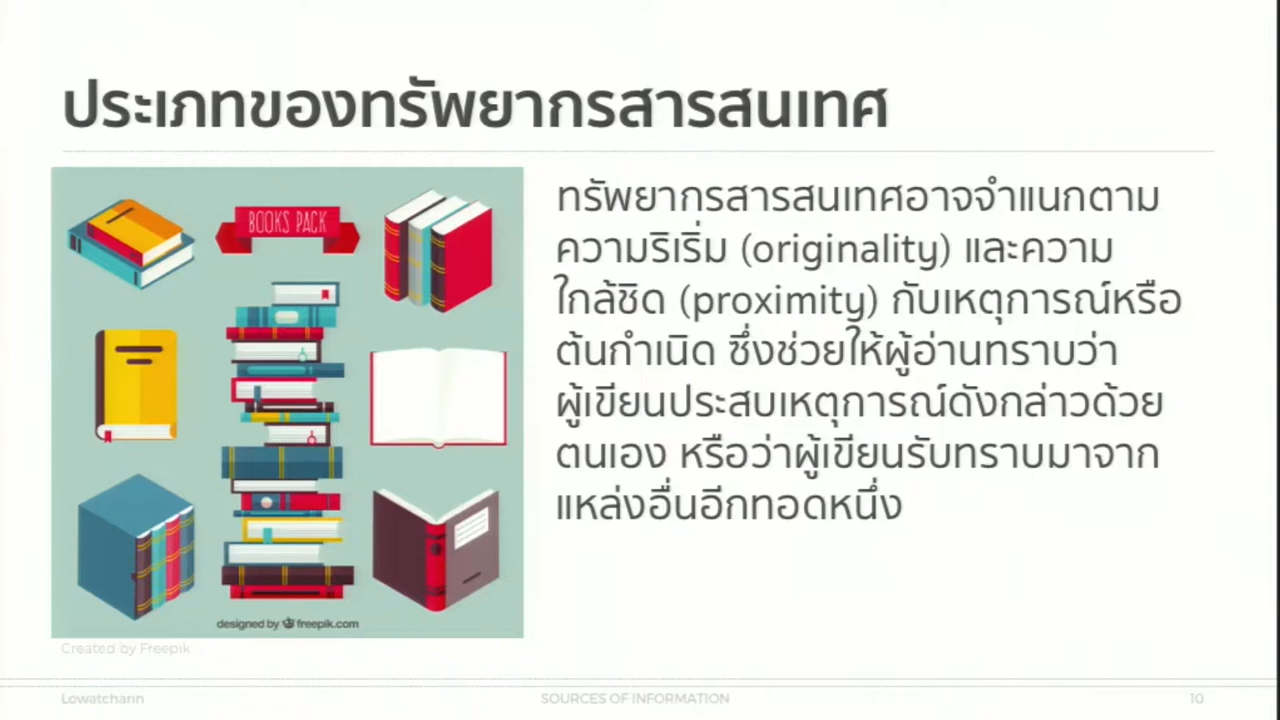 ประเภทของทรัพยากรสารสนเทศ
BOOKS PACK
designed by freepik.com
Created by Freepik
ทรัพยากรสารสนเทศอาจจำแนกตาม
ความริเริ่ม (originality) และความ
ใกล้ชิด (proximity) กับเหตุการณ์หรือ
ต้นกำเนิด ซึ่งช่วยให้ผู้อ่านทราบว่า
ผู้เขียนประสบเหตุการณ์ดังกล่าวด้วย
ตนเอง หรือว่าผู้เขียนรับทราบมาจาก
แหล่งอื่นอีกทอดหนึ่ง
Lowatcharin
SOURCES OF INFORMATION
10